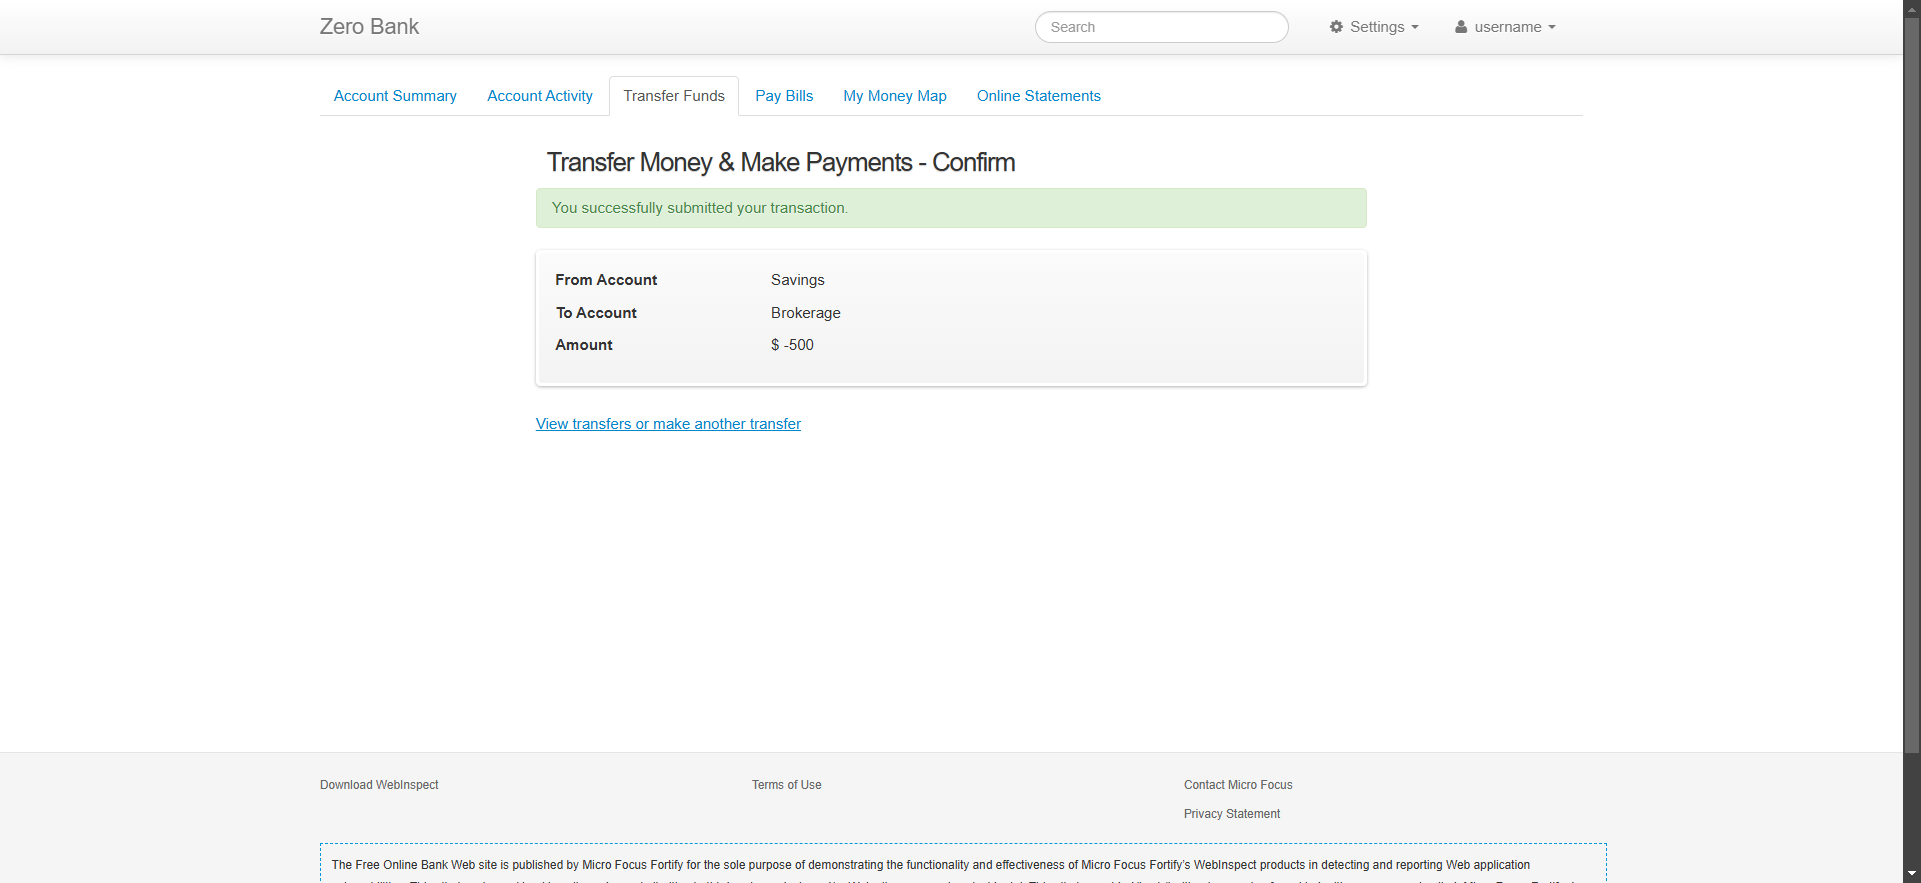 Zero Bank
Search
Settings
username
Account Summary
Account Activity
Transfer Funds
Pay Bills
My Money Map
Online Statements
Transfer Money & Make Payments - Confirm
You successfully submitted your transaction.
From Account Savings
To Account Brokerage
Amount $ -500
View transfers or make another transfer
Download WebInspect
Terms of Use
Contact Micro Focus
Privacy Statement
The Free Online Bank Web site is published by Micro Focus Fortify for the sole purpose of demonstrating the functionality and effectiveness of Micro Focus Fortify's WebInspect products in detecting and reporting Web application